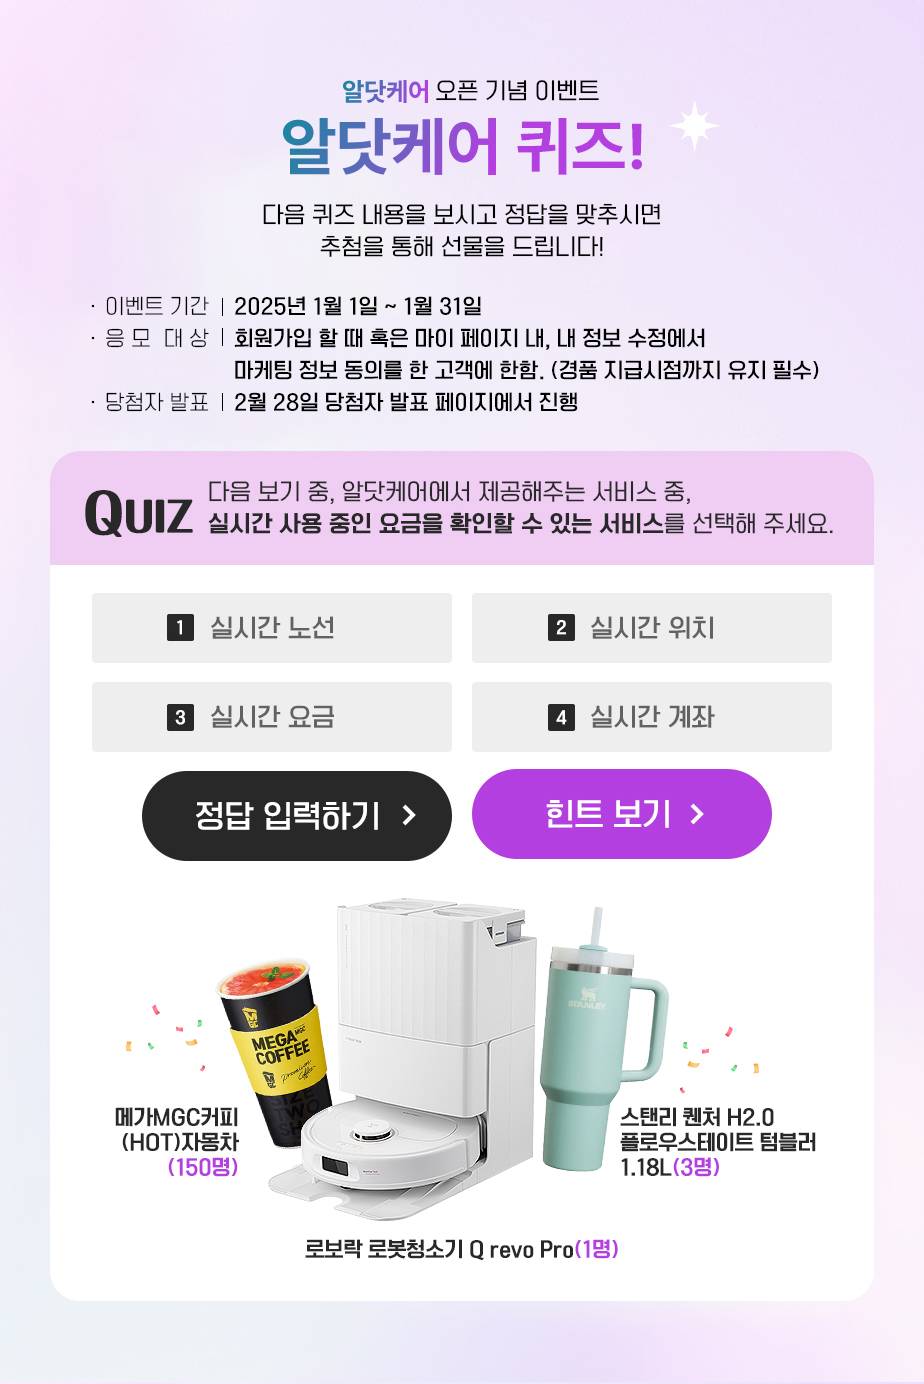 알닷케어 오픈 기념 이벤트
알닷케어 퀴즈!
다음 퀴즈 내용을 보시고 정답을 맞추시면
추첨을 통해 선물을 드립니다!
· 이벤트 기간 | 2025년 1월 1일 ~ 1월 31일
· 응 모 대 상 | 회원가입 할 때 혹은 마이 페이지 내, 내 정보 수정에서
마케팅 정보 동의를 한 고객에 한함. (경품 지급시점까지 유지 필수)
· 당첨자 발표 | 2월 28일 당첨자 발표 페이지에서 진행
QUIZ
다음 보기 중, 알닷케어에서 제공해주는 서비스 중,
실시간 사용 중인 요금을 확인할 수 있는 서비스를 선택해 주세요.
1 실시간 노선
2 실시간 위치
3 실시간 요금
4 실시간 계좌
정답 입력하기
힌트 보기
MGC
MEGA MGC
COFFEE
Premium
coffee
MGC
SIZE
TWO
STANLEY
메가MGC커피
(HOT)자몽차
(150명)
스탠리 퀜처 H2.0
플로우스테이트 텀블러
1.18L(3명)
로보락 로봇청소기 Q revo Pro(1명)